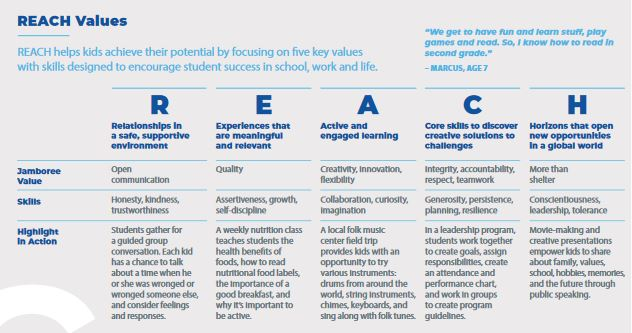 REACH Values
REACH helps kids achieve their potential by focusing on five key values
with skills designed to encourage student success in school, work and life.
“We get to have fun and learn stuff, play
games and read. So, I know how to read in
second grade.”
– MARCUS, AGE 7
R E A C H
Relationships in
a safe, supportive
environment
Experiences that
are meaningful
and relevant
Active and
engaged learning
Core skills to discover
creative solutions to
challenges
Horizons that open
new opportunities
in a global world
Jamboree
Value
Open
communication
Quality
Creativity, innovation,
flexibility
Integrity, accountability,
respect, teamwork
More than
shelter
Skills
Honesty, kindness,
trustworthiness
Assertiveness, growth,
self-discipline
Collaboration, curiosity,
imagination
Generosity, persistence,
planning, resilience
Conscientiousness,
leadership, tolerance
Highlight
in Action
Students gather for
a guided group
conversation. Each kid
has a chance to talk
about a time when he
or she was wronged or
wronged someone else,
and consider feelings
and responses.
A weekly nutrition class
teaches students the
health benefits of
foods, how to read
nutritional food labels,
the importance of a
good breakfast, and
why it's important to
be active.
A local folk music
center field trip
provides kids with an
opportunity to try
various instruments:
drums from around the
world, string instruments,
chimes, keyboards, and
sing along with folk tunes.
In a leadership program,
students work together
to create goals, assign
responsibilities, create
an attendance and
performance chart,
and work in groups
to create program
guidelines.
Movie-making and
creative presentations
empower kids to share
about family, values,
school, hobbies, memories,
and the future through
public speaking.